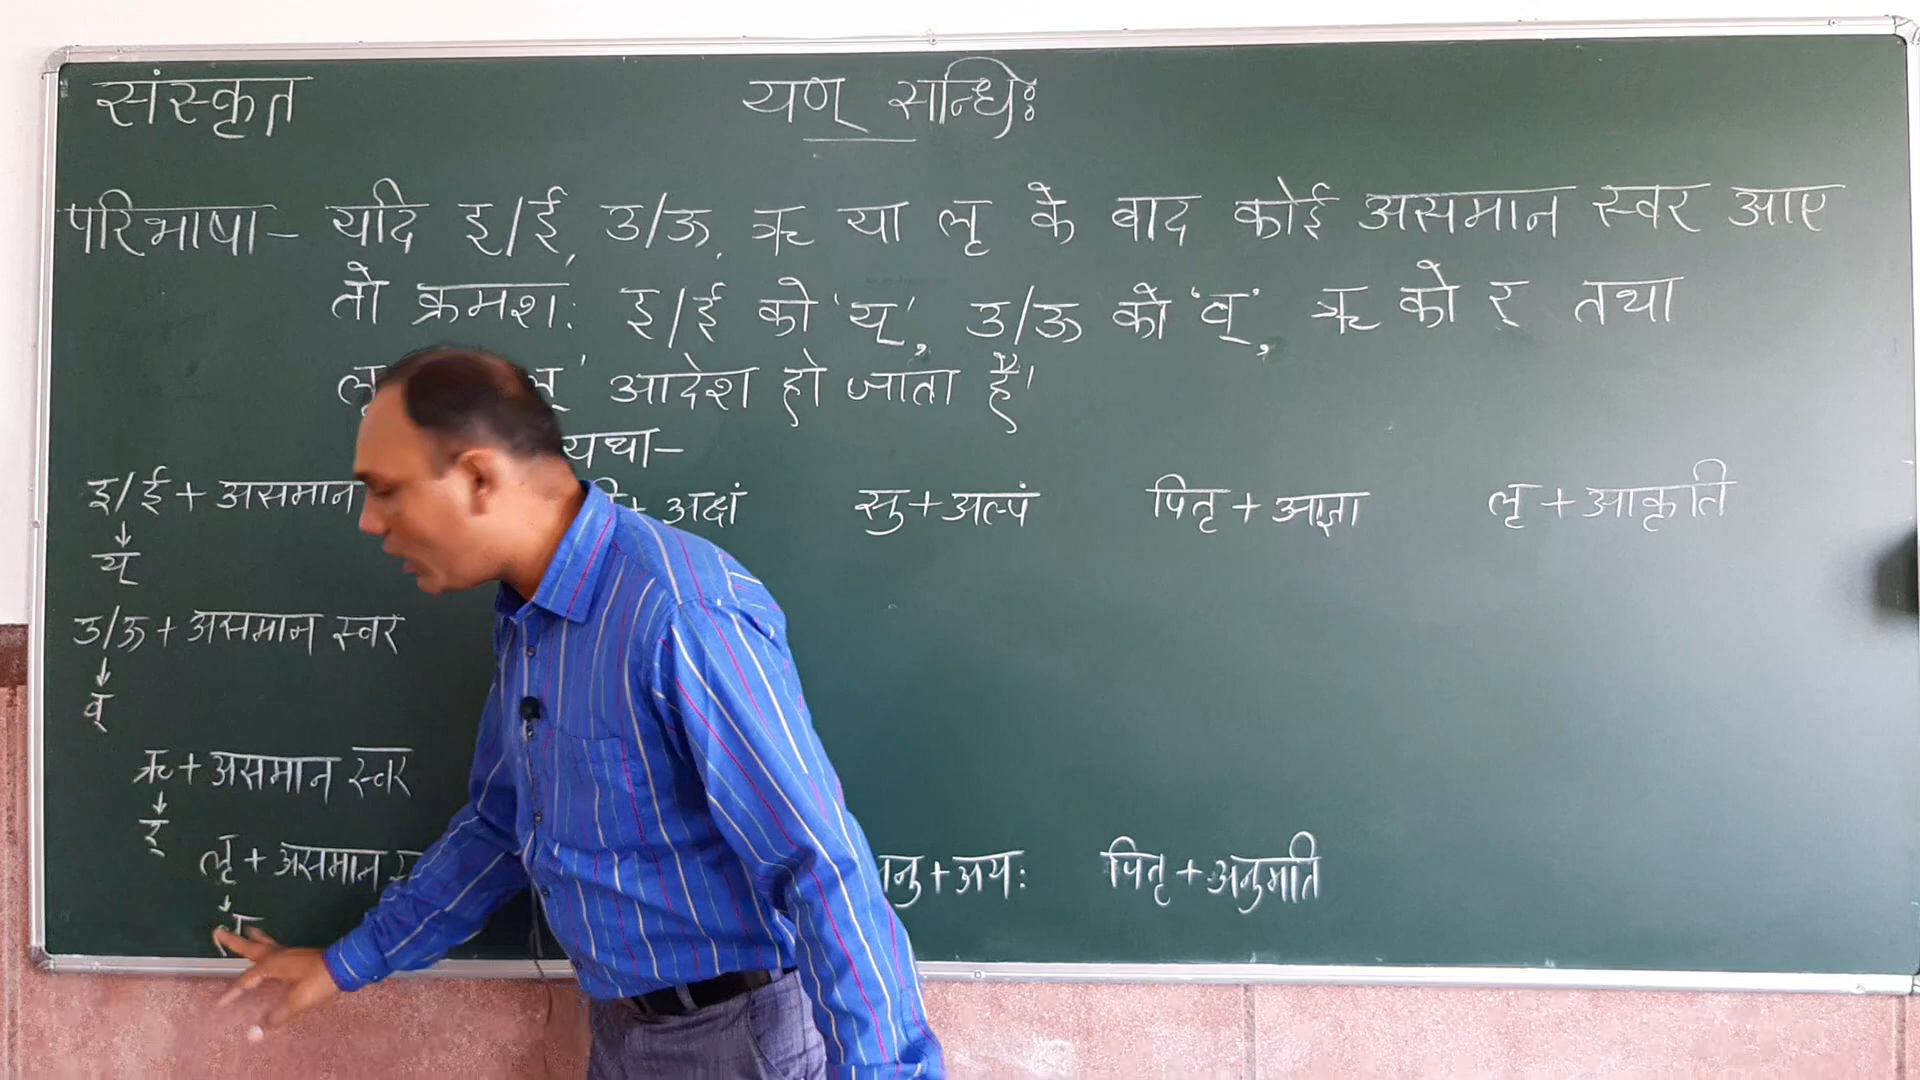 संस्कृत
यण् सन्धिः
परिभाषा- यदि इ/ई, उ/ऊ, ऋ या लृ के बाद कोई असमान स्वर आए
तो क्रमशः इ/ई को 'य्', उ/ऊ को 'व्', ऋ को र् तथा
लृ ल्' आदेश हो जाता है।
यथा-
इ/ई + असमान
+ अक्षं
सु + अल्पं
पितृ + आज्ञा
लृ + आकृति
↓
य्
उ/ऊ + असमान स्वर
↓
व्
ऋ + असमान स्वर
↓
र्
लृ + असमान
↓
+ अयः
पितृ + अनुमति